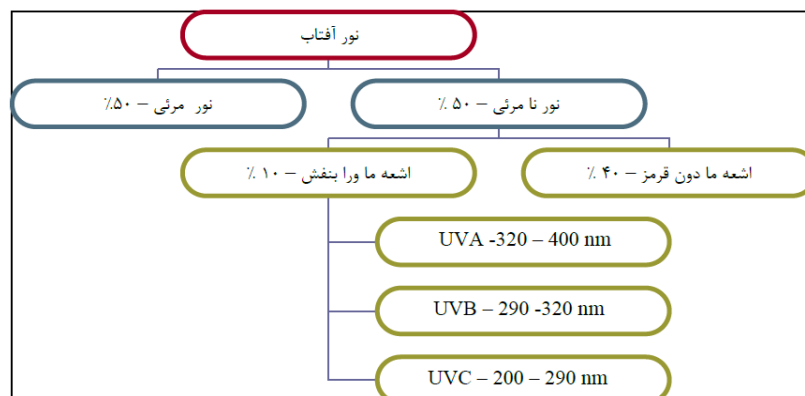 نور آفتاب
نور نا مرئی – ۵۰ ٪
نور مرئی – ۵۰٪
اشعه ما دون قرمز – ۴۰ ٪
اشعه ما ورا بنفش – ۱۰ ٪
UVA -320 – 400 nm
UVB – 290 -320 nm
UVC – 200 – 290 nm